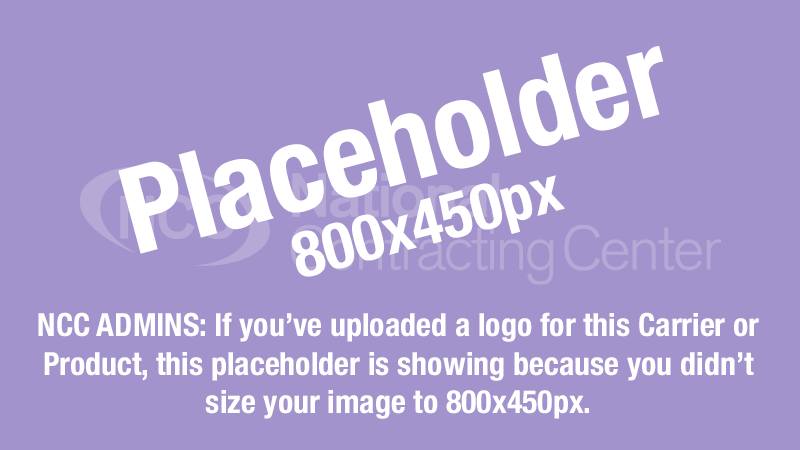 Placeholder
800x450px
NCC National
Contracting Center
NCC ADMINS: If you’ve uploaded a logo for this Carrier or
Product, this placeholder is showing because you didn’t
size your image to 800x450px.